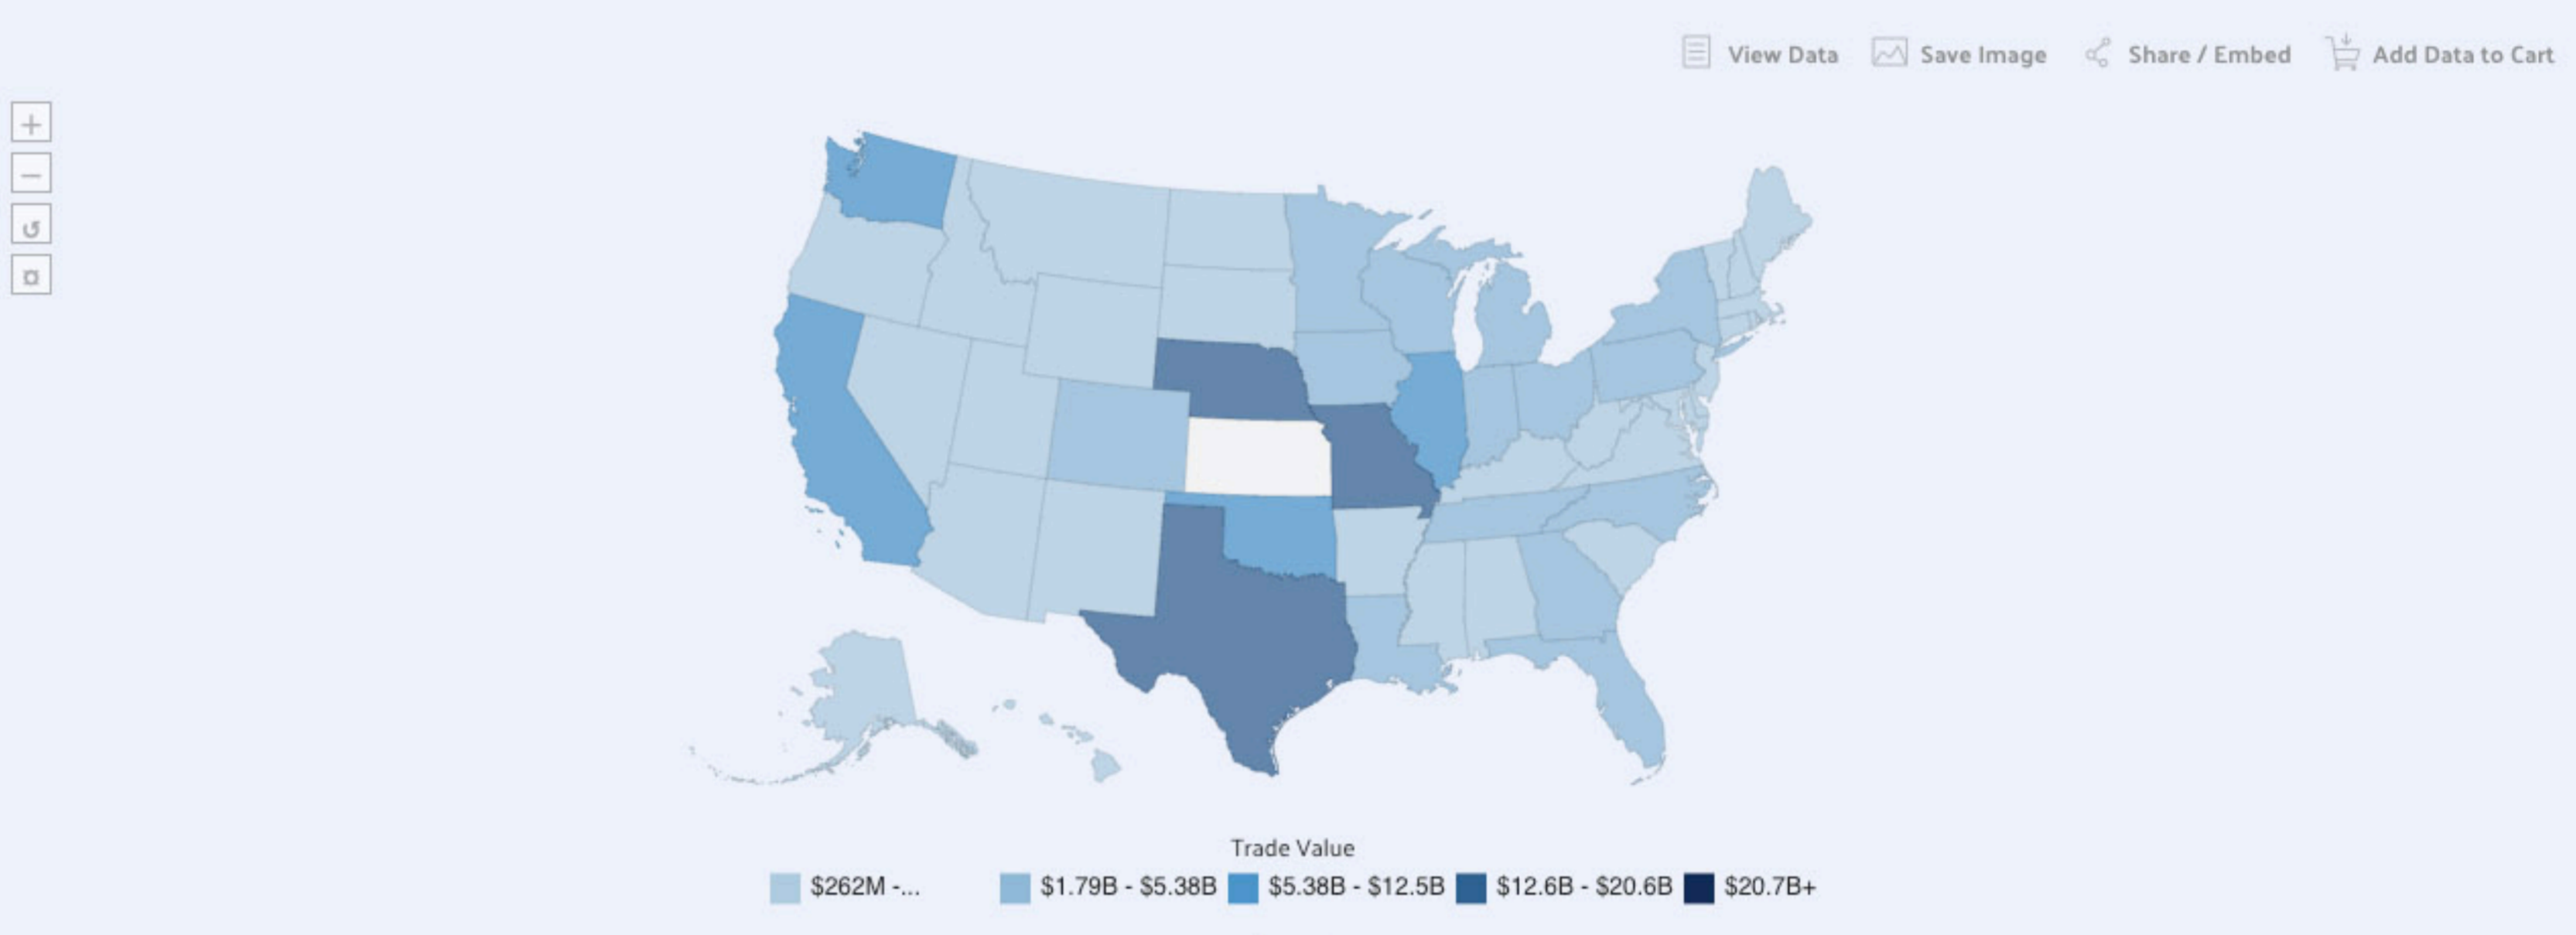 View Data Save Image Share / Embed Add Data to Cart
Trade Value
$262M -... $1.79B - $5.38B $5.38B - $12.5B $12.6B - $20.6B $20.7B+